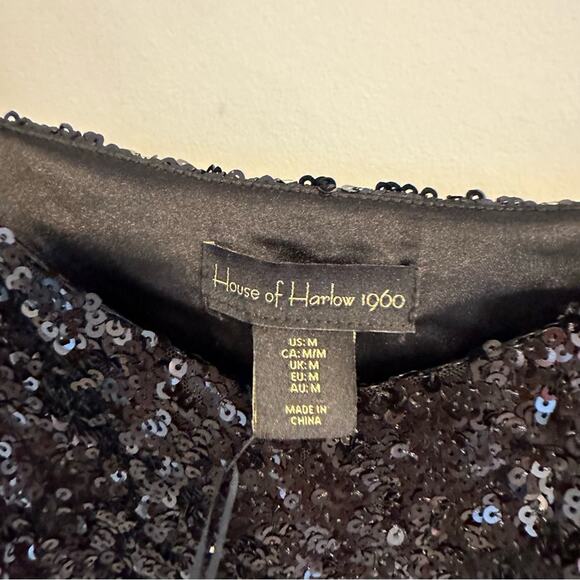 House of Harlow 1960
US: M
CA: M/M
UK: M
EU: M
AU: M
MADE IN
CHINA